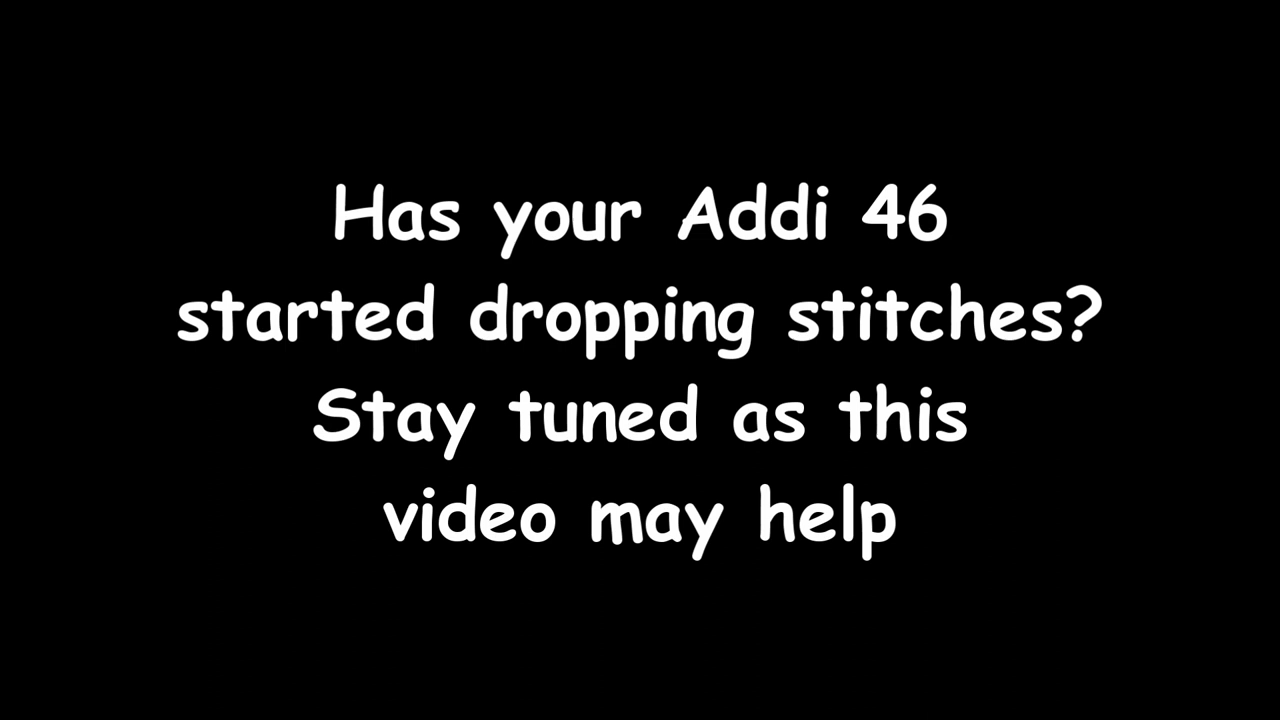 Has your Addi 46
started dropping stitches?
Stay tuned as this
video may help